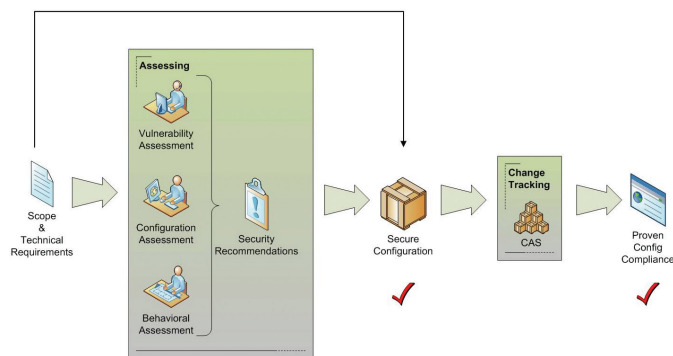 Assessing
Vulnerability
Assessment
Configuration
Assessment
Behavioral
Assessment
Security
Recommendations
Scope
&
Technical
Requirements
Secure
Configuration
Change
Tracking
CAS
Proven
Config
Compliance